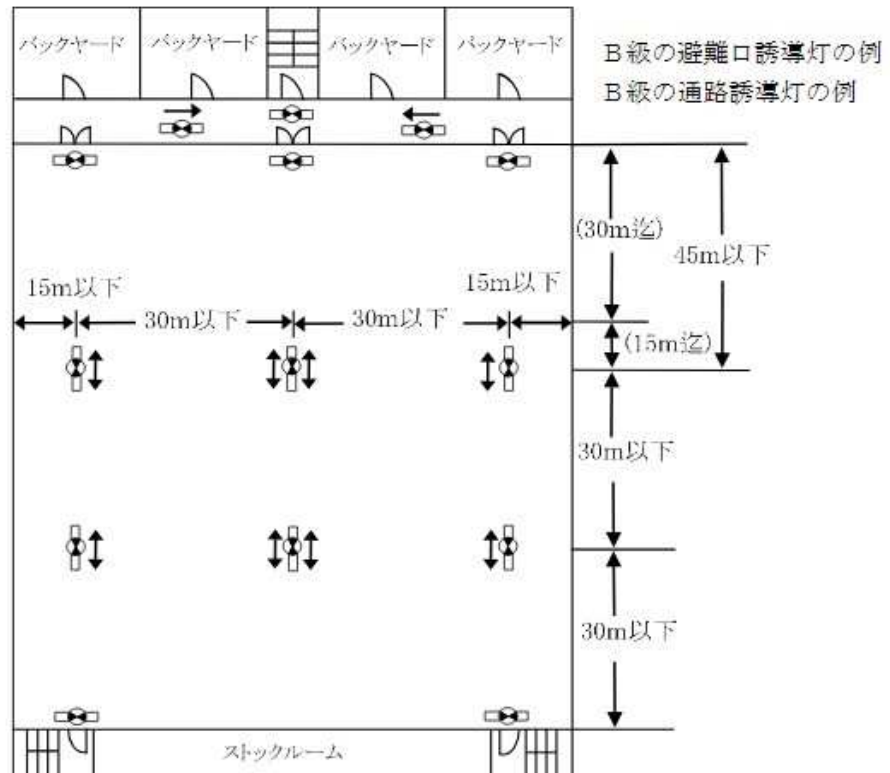 バックヤード
バックヤード
バックヤード
バックヤード
B級の避難口誘導灯の例
B級の通路誘導灯の例
(30m迄)
45m以下
15m以下
30m以下
30m以下
15m以下
(15m迄)
30m以下
30m以下
ストックルーム